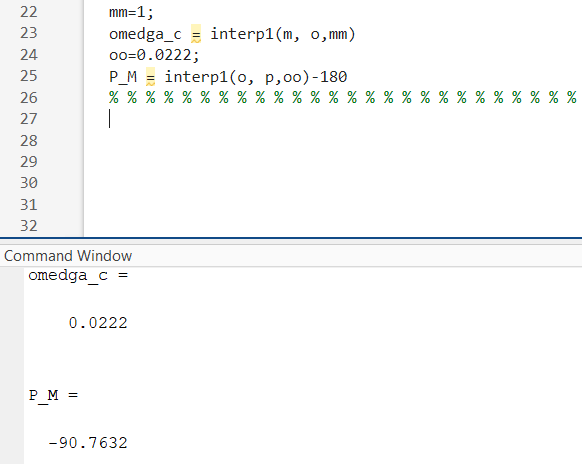 22 mm=1;
23 omedga_c = interp1(m, o,mm)
24 oo=0.0222;
25 P_M = interp1(o, p,oo)-180
26 % % % % % % % % % % % % % % % % % % % % % % % % % %
27
28
29
30
31
32
Command Window
omedga_c =
0.0222
P_M =
-90.7632